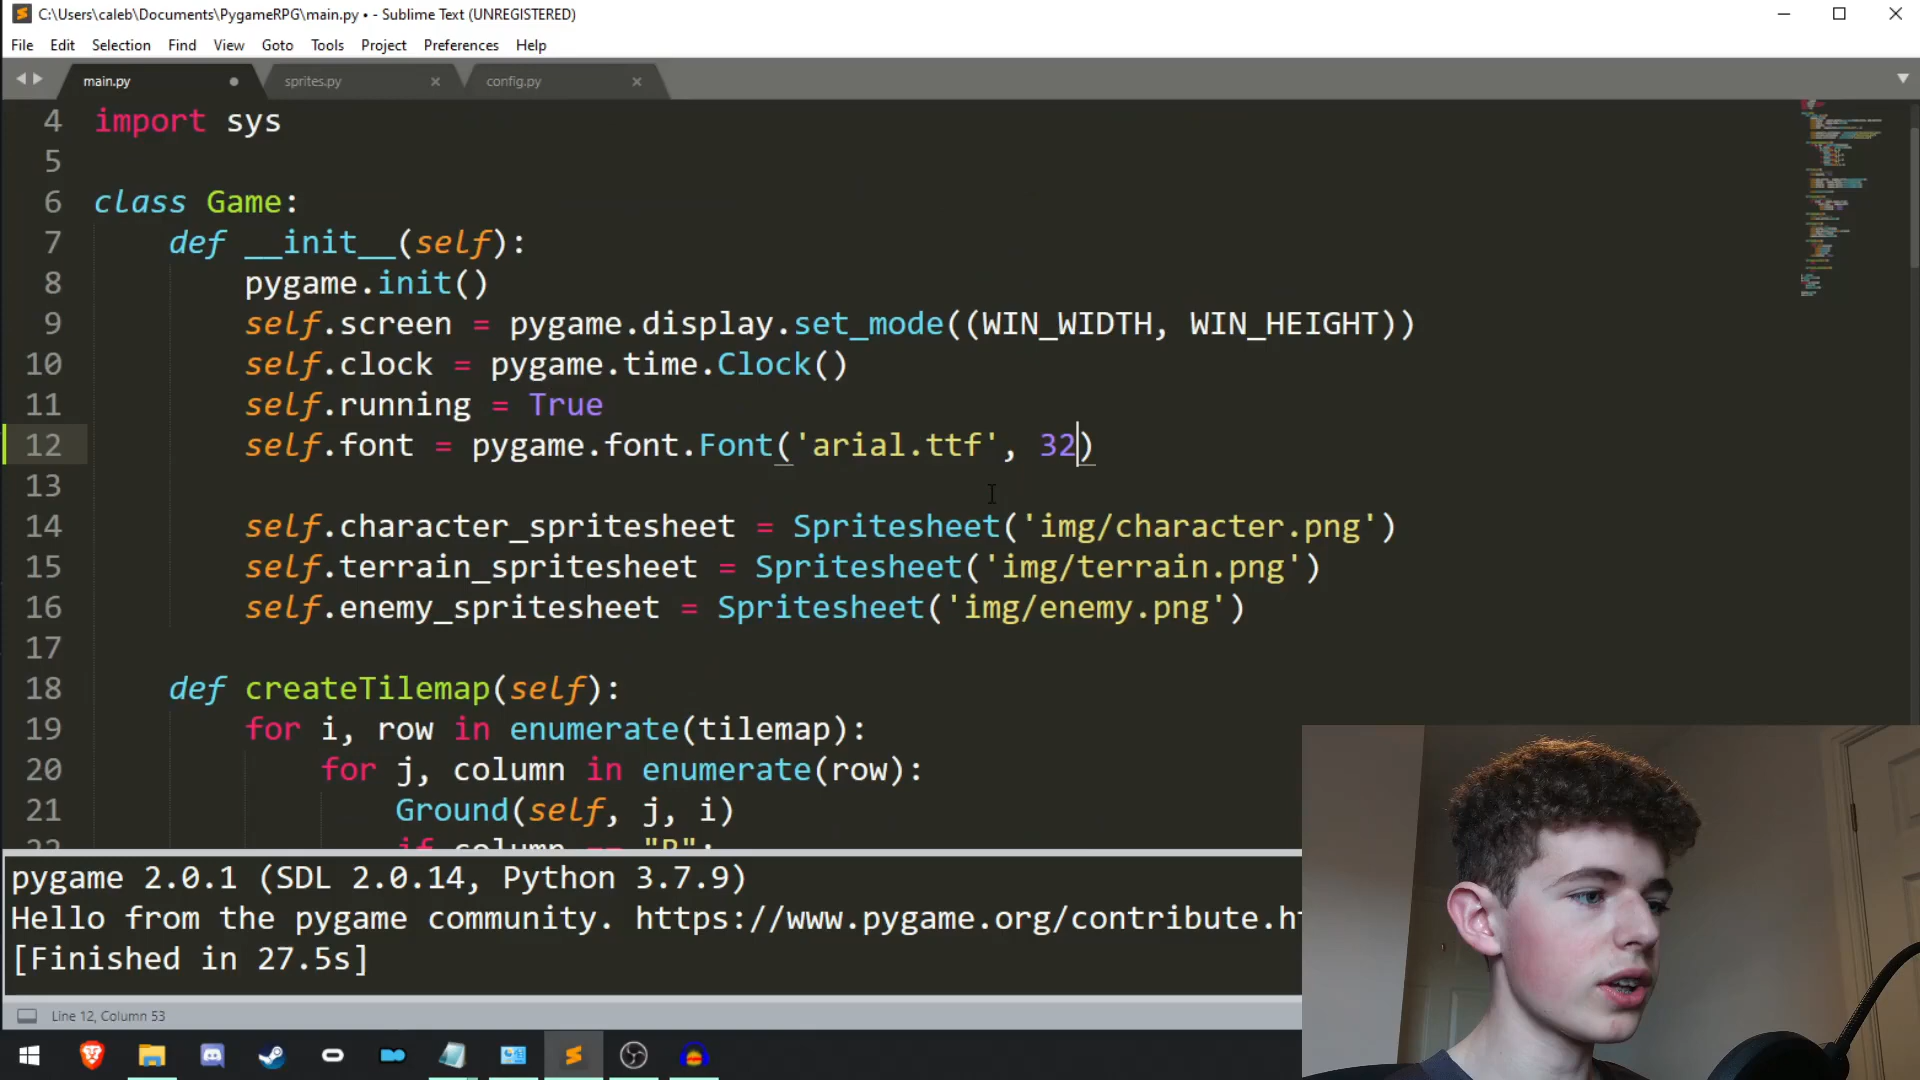 C:\Users\caleb\Documents\PygameRPG\main.py • - Sublime Text (UNREGISTERED)
File Edit Selection Find View Goto Tools Project Preferences Help
main.py sprites.py config.py
4 import sys
5
6 class Game:
7 def __init__(self):
8 pygame.init()
9 self.screen = pygame.display.set_mode((WIN_WIDTH, WIN_HEIGHT))
10 self.clock = pygame.time.Clock()
11 self.running = True
12 self.font = pygame.font.Font('arial.ttf', 32)
13
14 self.character_spritesheet = Spritesheet('img/character.png')
15 self.terrain_spritesheet = Spritesheet('img/terrain.png')
16 self.enemy_spritesheet = Spritesheet('img/enemy.png')
17
18 def createTilemap(self):
19 for i, row in enumerate(tilemap):
20 for j, column in enumerate(row):
21 Ground(self, j, i)
22 if column == "B":
pygame 2.0.1 (SDL 2.0.14, Python 3.7.9)
Hello from the pygame community. https://www.pygame.org/contribute.ht
[Finished in 27.5s]
Line 12, Column 53